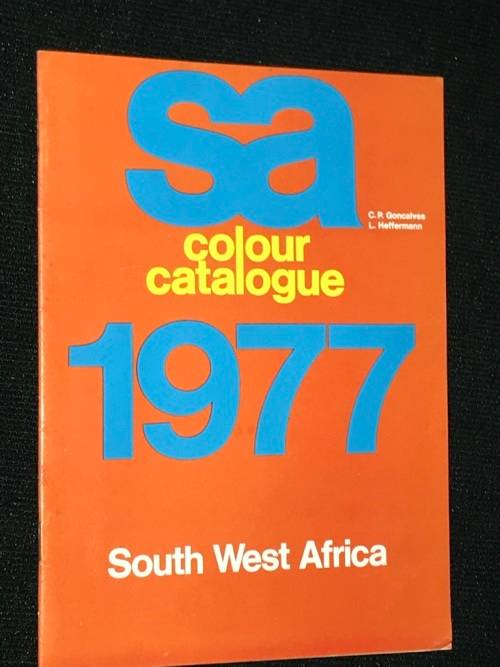 sa
C.P. Goncalves
L. Heffermann
colour
catalogue
1977
South West Africa